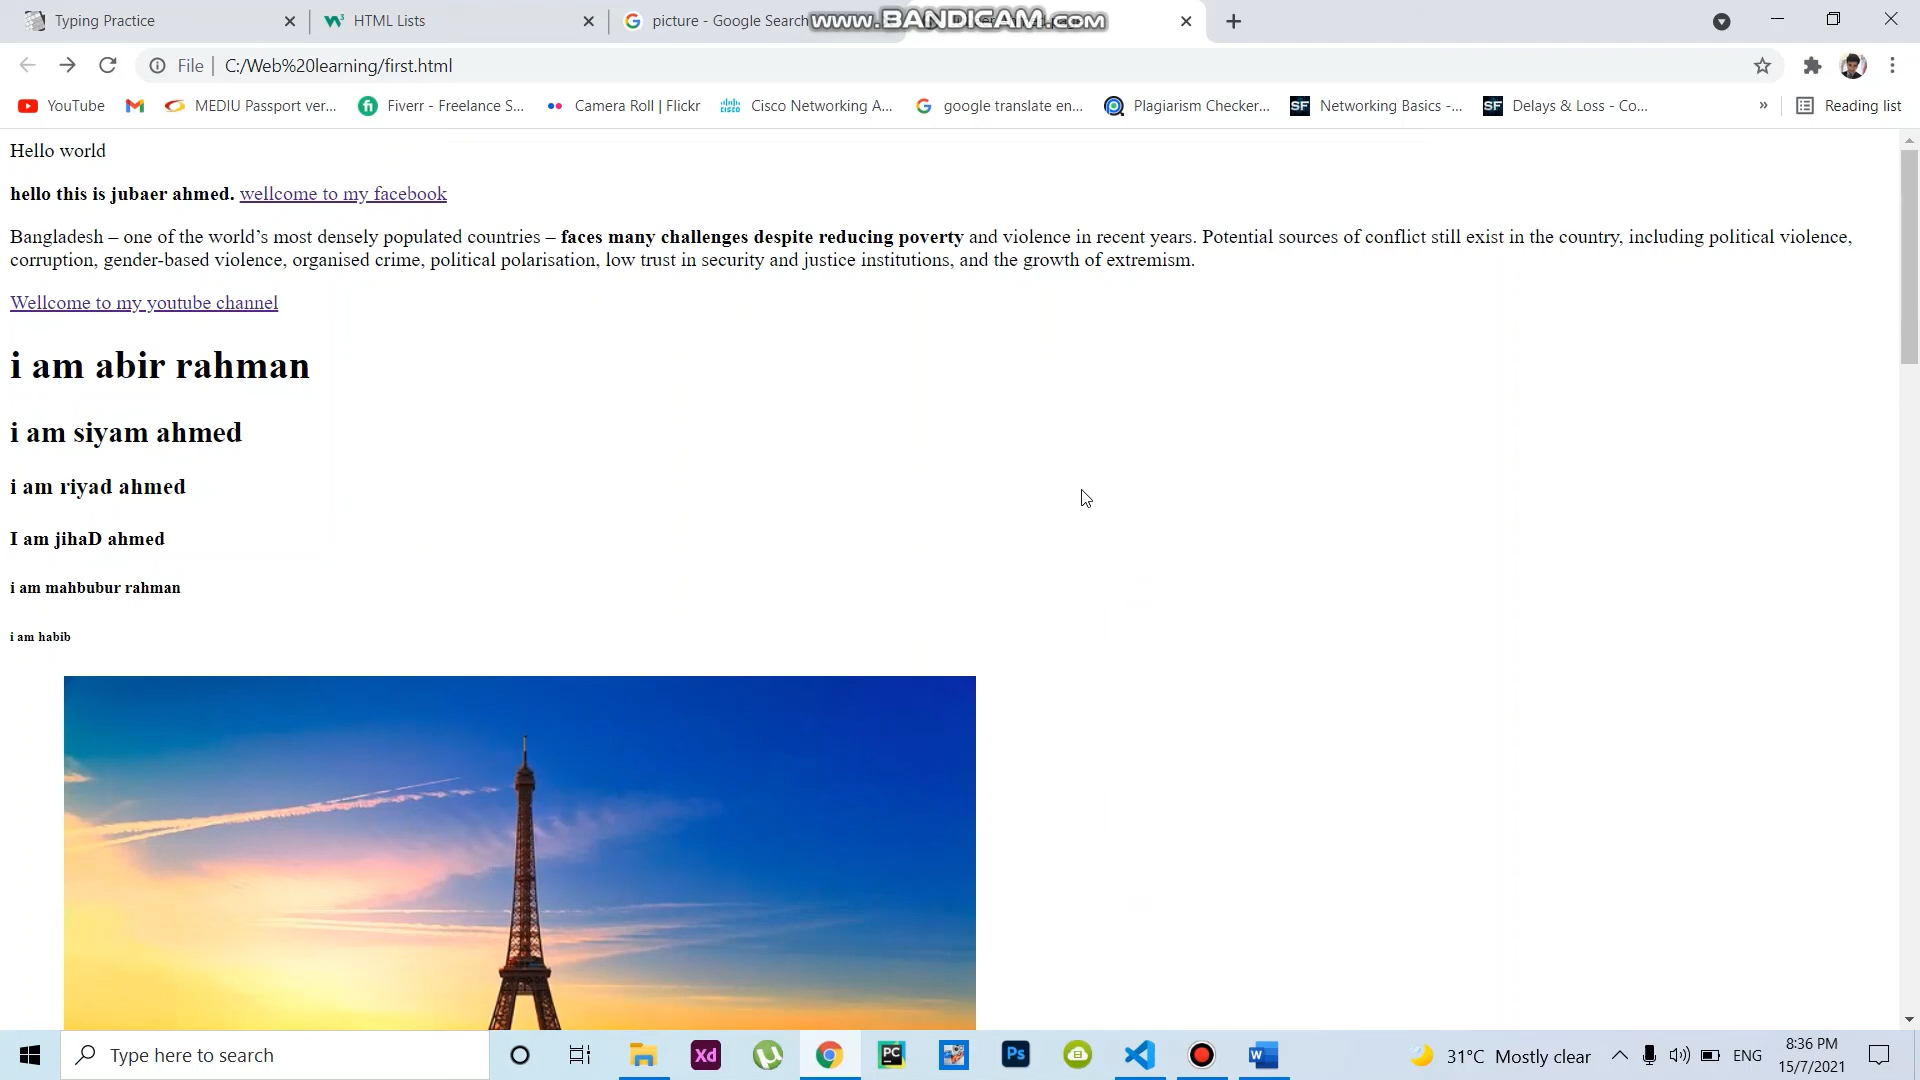 Typing Practice
HTML Lists
picture - Google Search
www.BANDICAM.com
File
C:/Web%20learning/first.html
YouTube
MEDIU Passport ver...
Fiverr - Freelance S...
Camera Roll | Flickr
Cisco Networking A...
google translate en...
Plagiarism Checker...
SF Networking Basics -...
SF Delays & Loss - Co...
»
Reading list
Hello world
hello this is jubaer ahmed. wellcome to my facebook
Bangladesh – one of the world’s most densely populated countries – faces many challenges despite reducing poverty and violence in recent years. Potential sources of conflict still exist in the country, including political violence,
corruption, gender-based violence, organised crime, political polarisation, low trust in security and justice institutions, and the growth of extremism.
Wellcome to my youtube channel
i am abir rahman
i am siyam ahmed
i am riyad ahmed
I am jihaD ahmed
i am mahbubur rahman
i am habib
Type here to search
Xd
PC
Ps
W
31°C Mostly clear
ENG
8:36 PM
15/7/2021